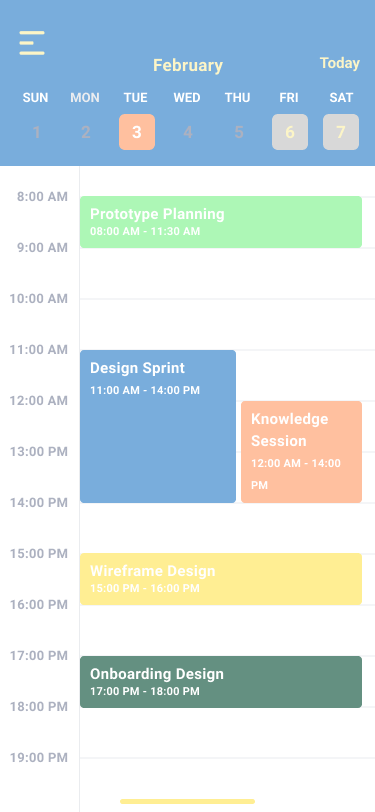 February
Today
SUN MON TUE WED THU FRI SAT
1 2 3 4 5 6 7
8:00 AM
Prototype Planning
08:00 AM - 11:30 AM
9:00 AM
10:00 AM
11:00 AM
Design Sprint
11:00 AM - 14:00 PM
12:00 AM
Knowledge
Session
12:00 AM - 14:00
PM
13:00 PM
14:00 PM
15:00 PM
Wireframe Design
15:00 PM - 16:00 PM
16:00 PM
17:00 PM
Onboarding Design
17:00 PM - 18:00 PM
18:00 PM
19:00 PM